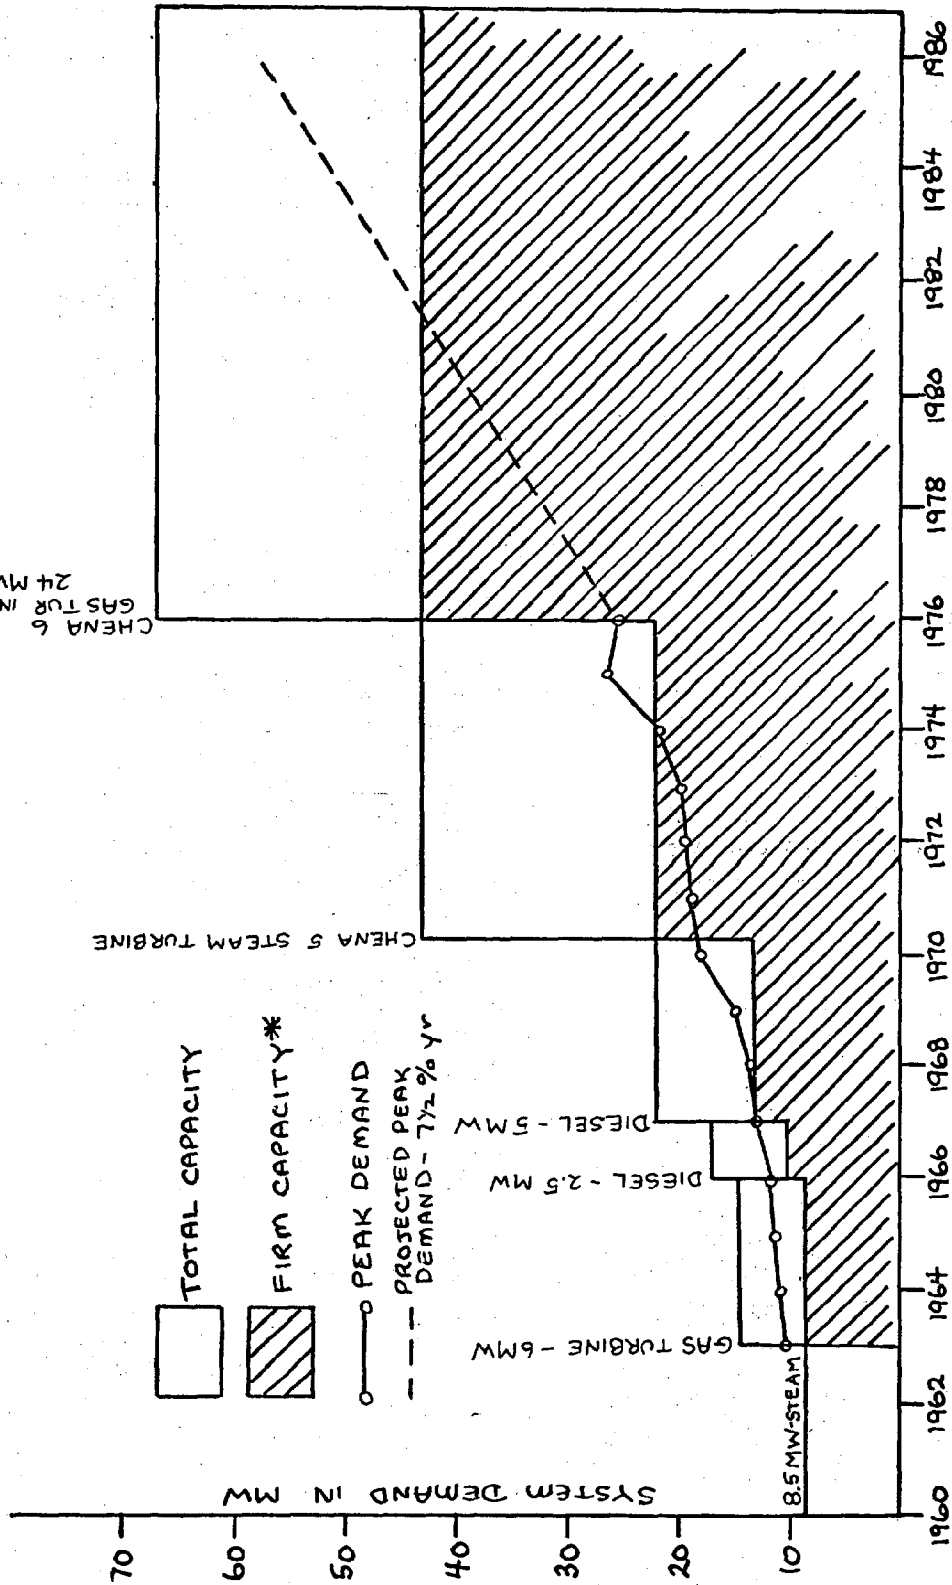 TOTAL CAPACITY
FIRM CAPACITY*
PEAK DEMAND
PROJECTED PEAK
DEMAND - 7½ % yr
SYSTEM DEMAND IN MW
70
60
50
40
30
20
10
8.5 MW-STEAM
GAS TURBINE - 6MW
DIESEL - 2.5 MW
DIESEL - 5MW
CHENA 5 STEAM TURBINE
CHENA 6
GAS TUR IN
24 MW
1960
1962
1964
1966
1968
1970
1972
1974
1976
1978
1980
1982
1984
1986